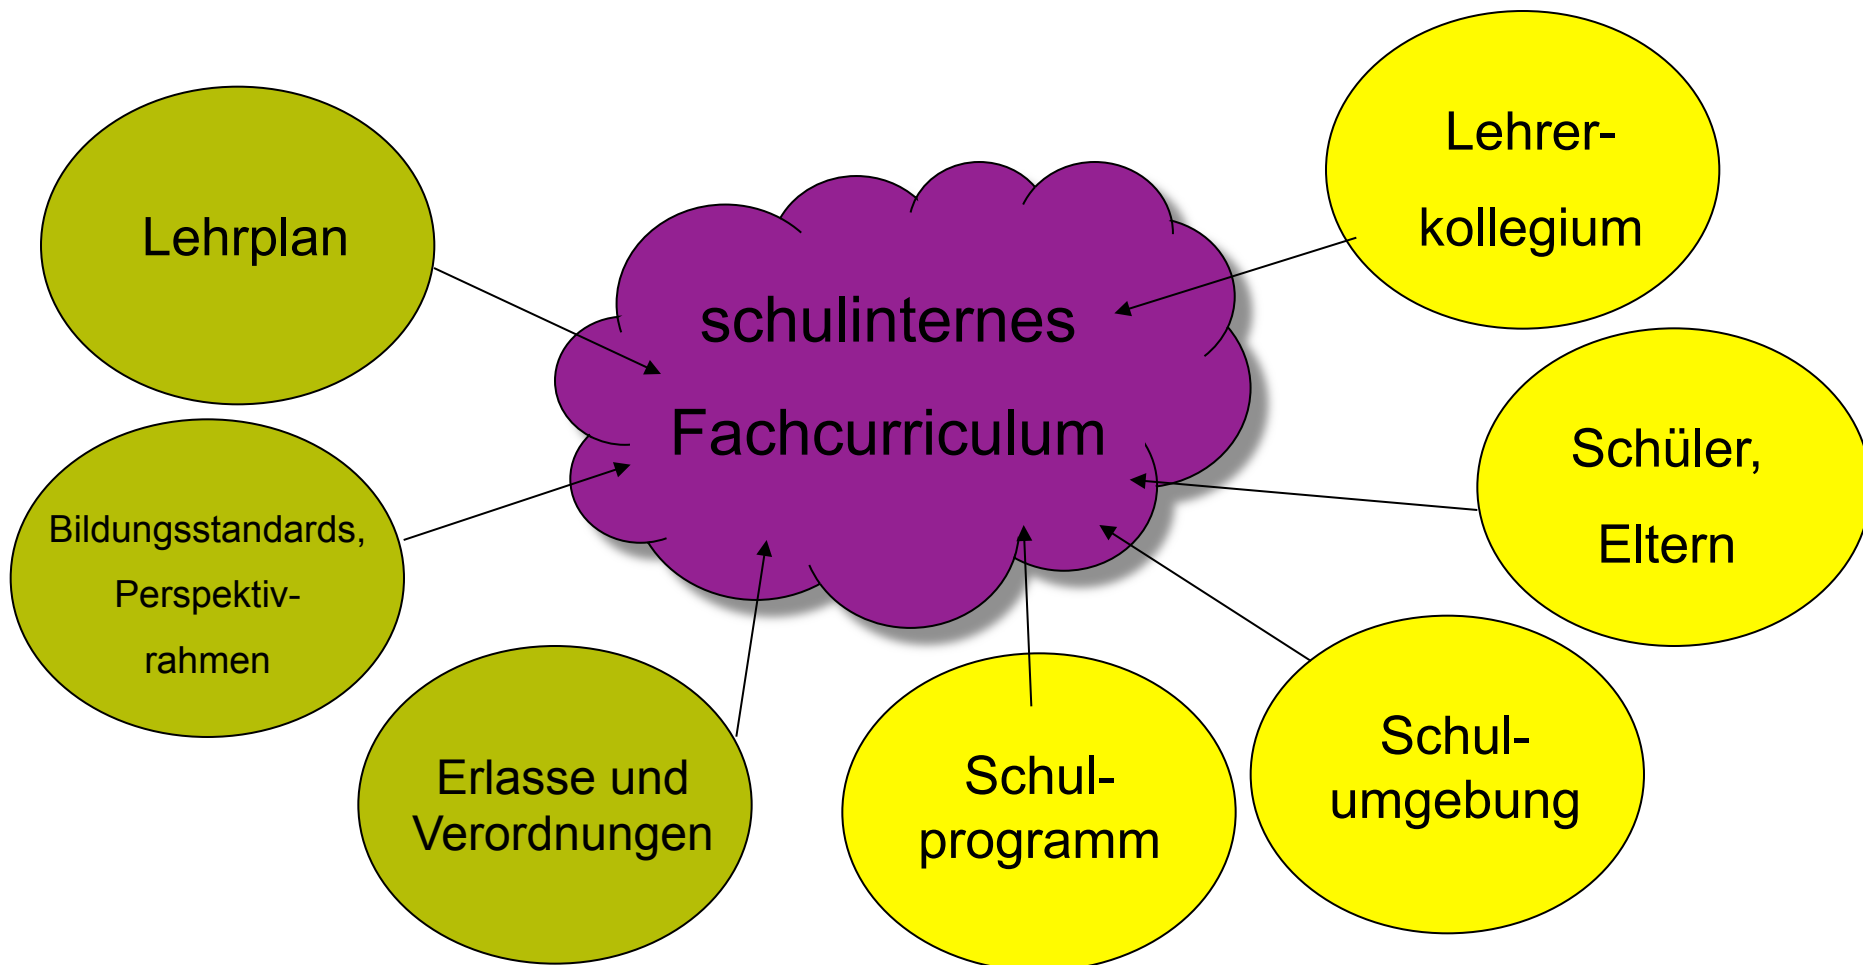 Lehrplan
Bildungsstandards,
Perspektiv-
rahmen
Erlasse und
Verordnungen
schulinternes
Fachcurriculum
Schul-
programm
Schul-
umgebung
Schüler,
Eltern
Lehrer-
kollegium